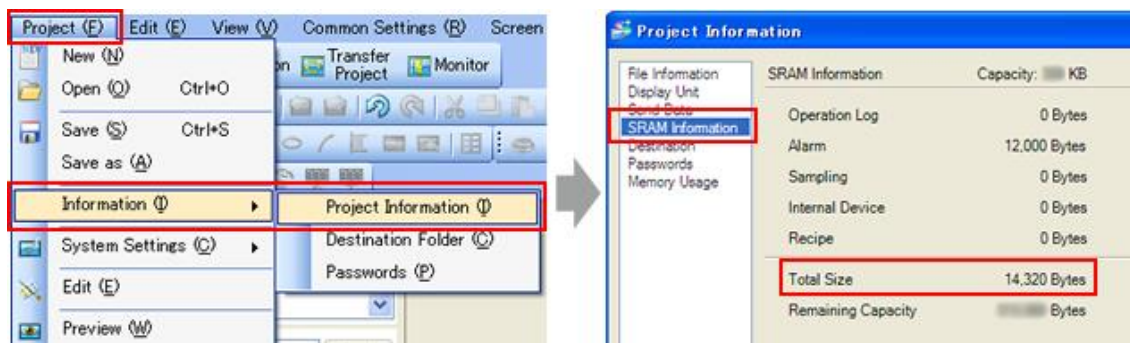 Project (F) Edit (E) View (V) Common Settings (R) Screen
New (N)
Open (O) Ctrl+O
Save (S) Ctrl+S
Save as (A)
Information (I)
System Settings (C)
Edit (E)
Preview (W)
Transfer
Project
Monitor
Project Information (I)
Destination Folder (C)
Passwords (P)
Project Information
File Information
Display Unit
Send Data
SRAM Information
Destination
Passwords
Memory Usage
SRAM Information Capacity: KB
Operation Log 0 Bytes
Alarm 12,000 Bytes
Sampling 0 Bytes
Internal Device 0 Bytes
Recipe 0 Bytes
Total Size 14,320 Bytes
Remaining Capacity Bytes